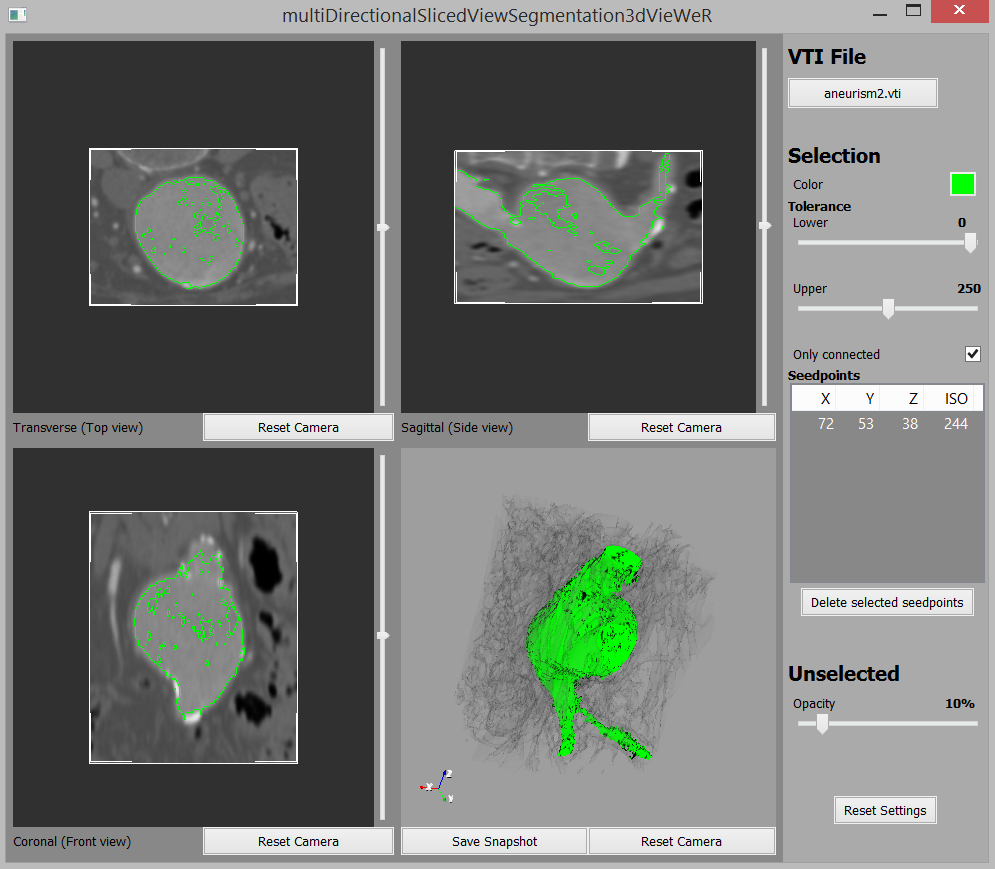 multiDirectionalSlicedViewSegmentation3dVieWeR
VTI File
aneurism2.vti
Selection
Color
Tolerance
Lower 0
Upper 250
Only connected
Seedpoints
X Y Z ISO
72 53 38 244
Delete selected seedpoints
Unselected
Opacity 10%
Reset Settings
Transverse (Top view) Reset Camera
Sagittal (Side view) Reset Camera
Z
X
Y
Coronal (Front view) Reset Camera
Save Snapshot Reset Camera